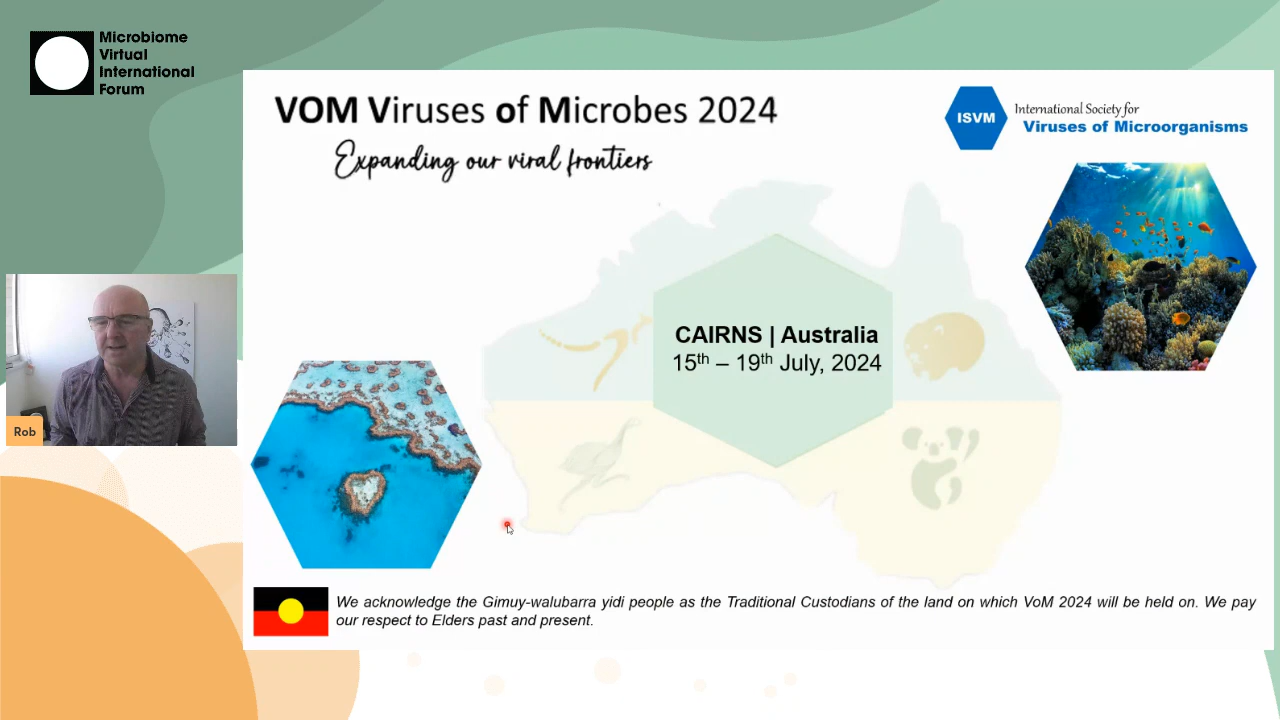 Microbiome
Virtual
International
Forum
VOM Viruses of Microbes 2024
Expanding our viral frontiers
ISVM
International Society for
Viruses of Microorganisms
CAIRNS | Australia
15th – 19th July, 2024
Rob
We acknowledge the Gimuy-walubarra yidi people as the Traditional Custodians of the land on which VoM 2024 will be held on. We pay
our respect to Elders past and present.